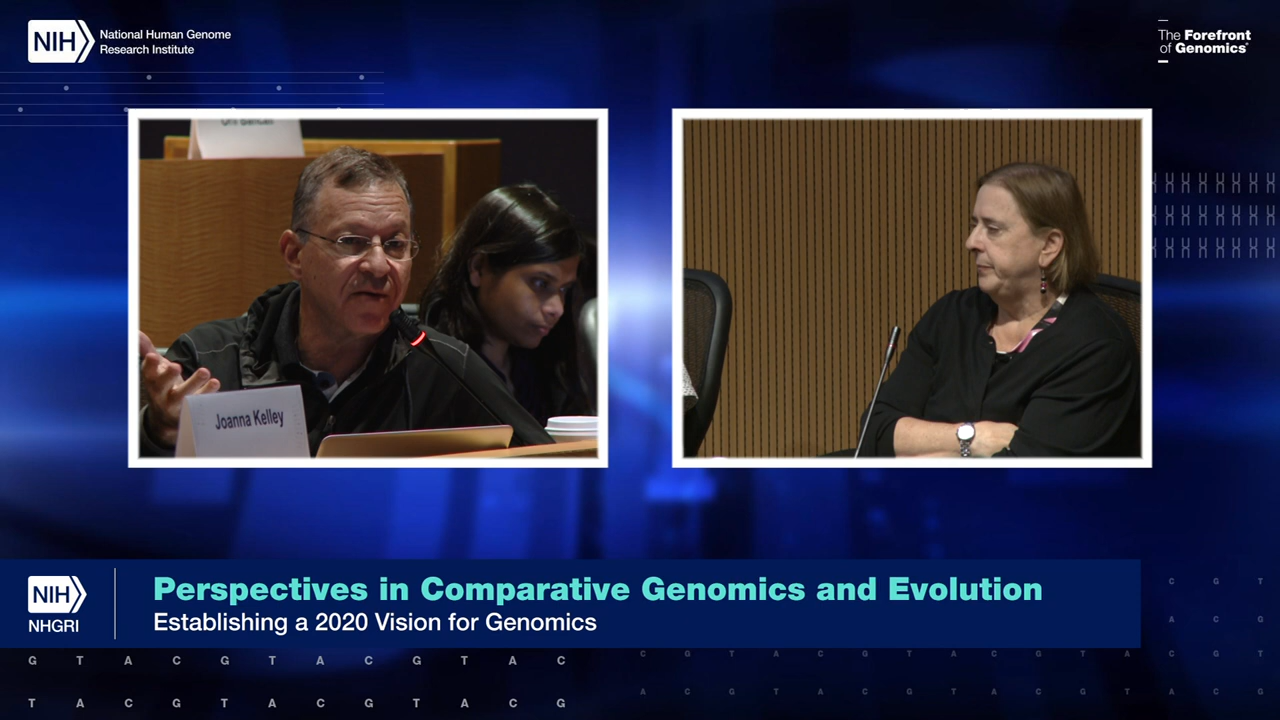 NIH
National Human Genome
Research Institute
The Forefront
of Genomics®
Joanna Kelley
Perspectives in Comparative Genomics and Evolution
Establishing a 2020 Vision for Genomics
NIH
NHGRI
C G T
A C G
G T A C G T A C G T A C
C G T A C G T A C G T A C G T
T A C G T A C G T A C G
A C G T A C G T A C G T A C G